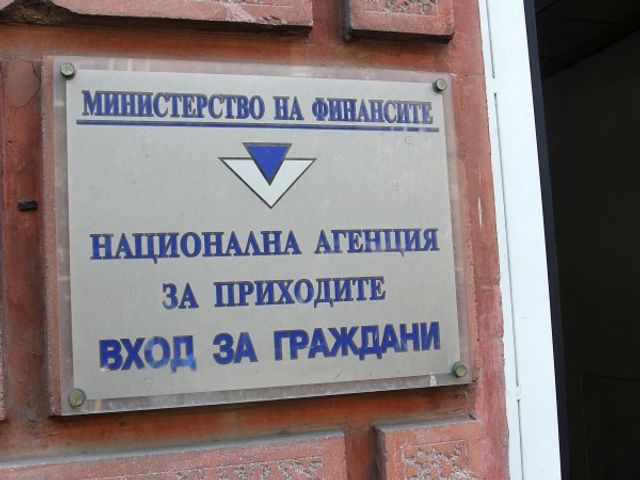 МИНИСТЕРСТВО НА ФИНАНСИТЕ
НАЦИОНАЛНА АГЕНЦИЯ
ЗА ПРИХОДИТЕ
ВХОД ЗА ГРАЖДАНИ